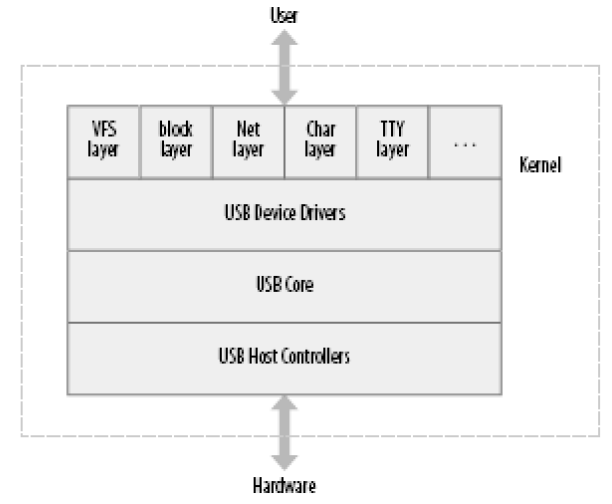 User
VFS layer
block layer
Net layer
Char layer
TTY layer
...
Kernel
USB Device Drivers
USB Core
USB Host Controllers
Hardware